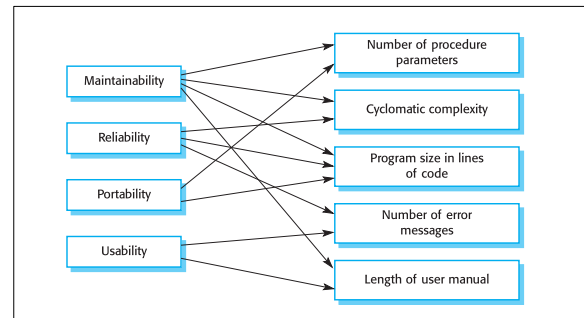 Maintainability
Reliability
Portability
Usability
Number of procedure
parameters
Cyclomatic complexity
Program size in lines
of code
Number of error
messages
Length of user manual